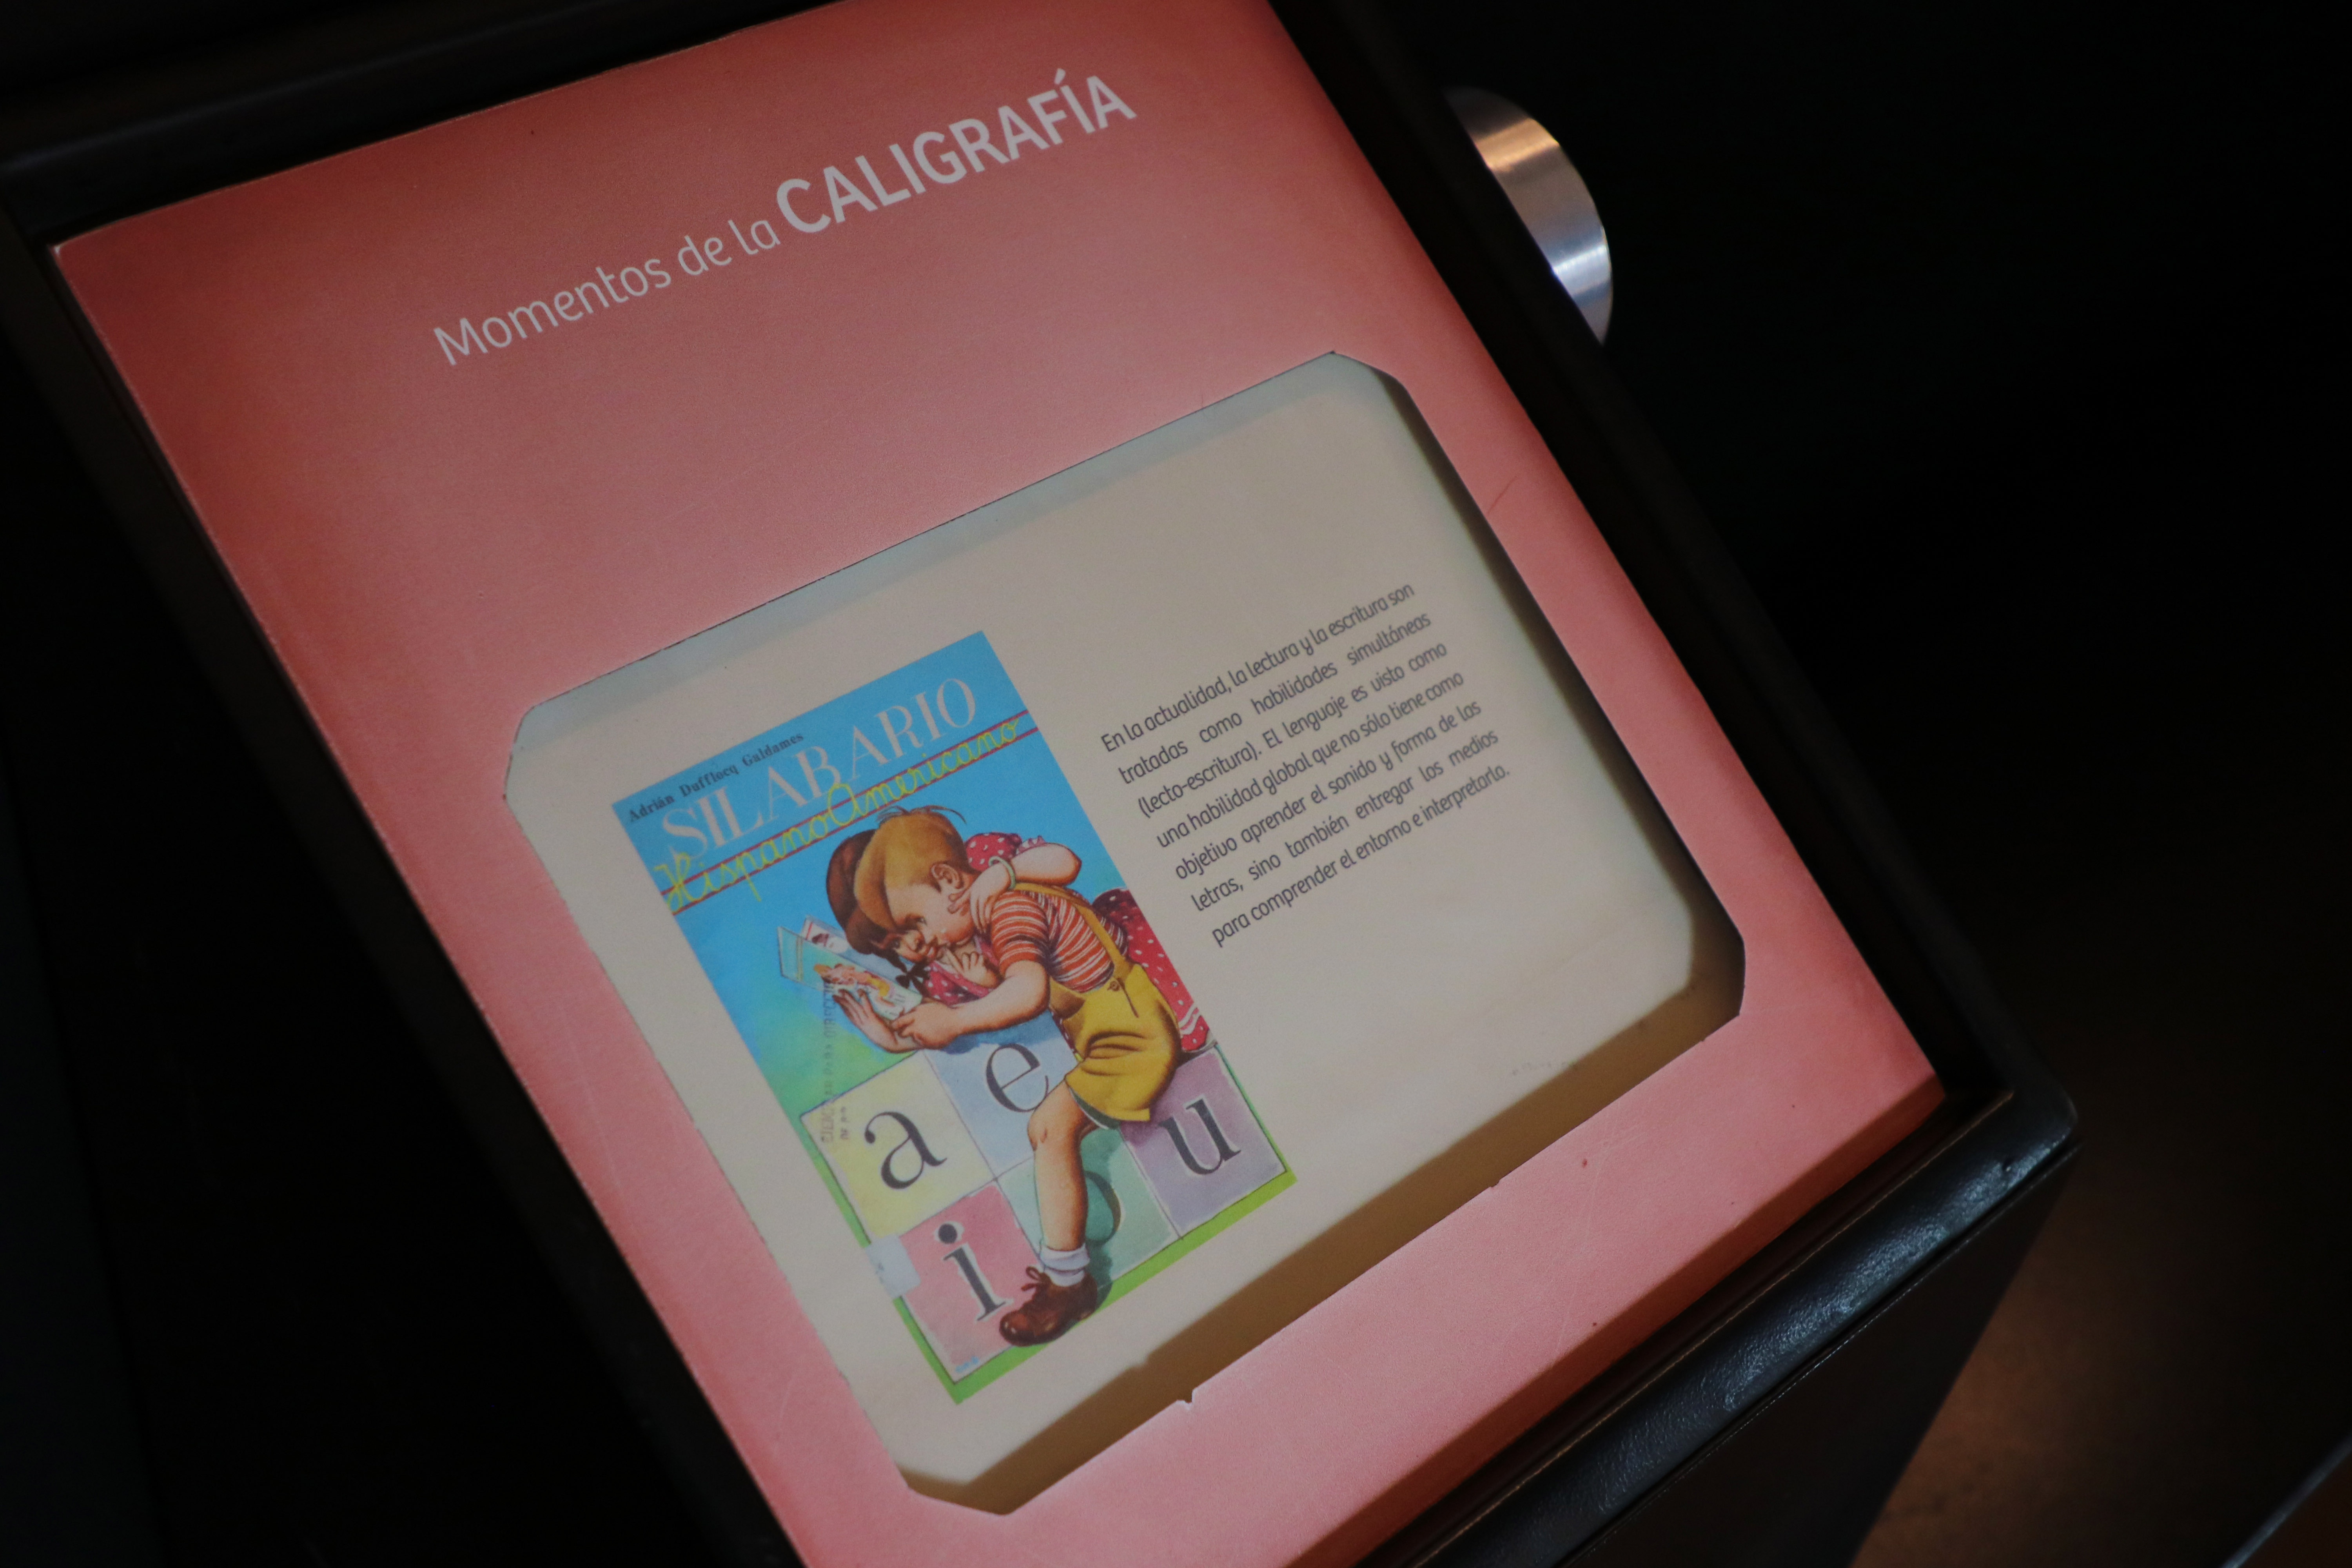 Momentos de la CALIGRAFÍA
Adrián Dufflocq Galdames
SILABARIO
HispanoAmericano
a
e
i
o
u
En la actualidad, la lectura y la escritura son
tratadas como habilidades simultáneas
(lecto-escritura). El lenguaje es visto como
una habilidad global que no sólo tiene como
objetivo aprender el sonido y forma de las
letras, sino también entregar los medios
para comprender el entorno e interpretarlo.